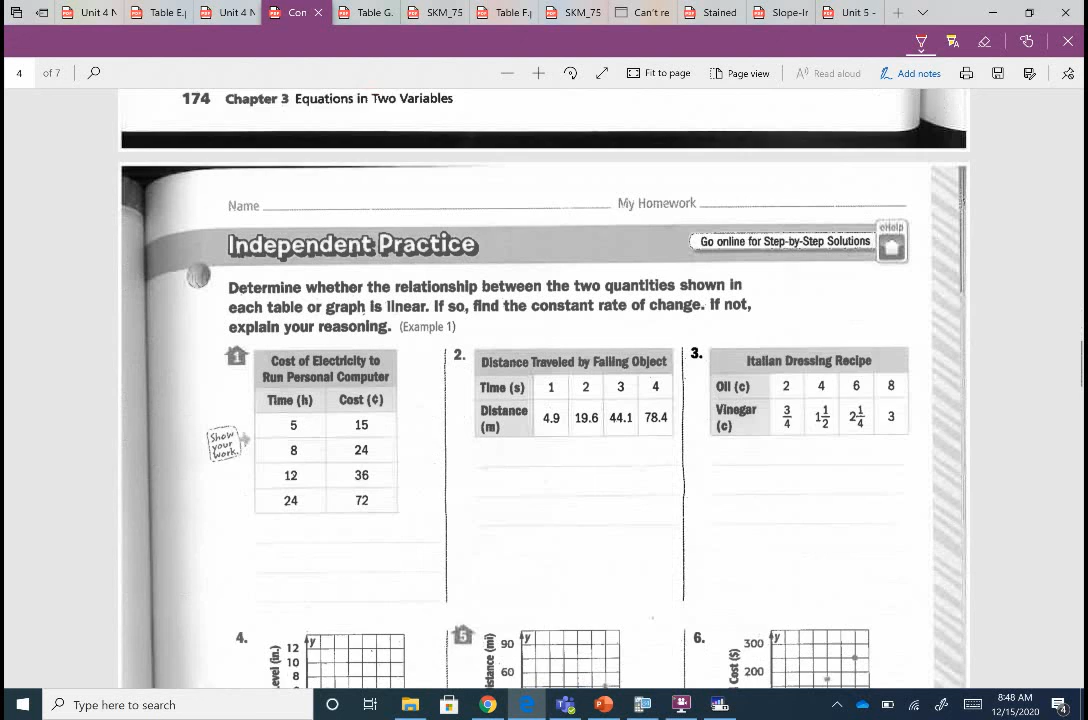 Unit 4 N
Table E.
Unit 4 N
Con
Table G.
SKM_75
Table F.
SKM_75
Can't re
Stained
Slope-Ir
Unit 5 -
4 of 7
Fit to page
Page view
Read aloud
Add notes
174 Chapter 3 Equations in Two Variables
Name
My Homework
Independent Practice
Go online for Step-by-Step Solutions
eHelp
Determine whether the relationship between the two quantities shown in
each table or graph is linear. If so, find the constant rate of change. If not,
explain your reasoning. (Example 1)
1
Cost of Electricity to
Run Personal Computer
Time (h) Cost (¢)
5 15
8 24
12 36
24 72
Show
your
work.
2.
Distance Traveled by Falling Object
Time (s) 1 2 3 4
Distance
(m) 4.9 19.6 44.1 78.4
3.
Italian Dressing Recipe
Oil (c) 2 4 6 8
Vinegar
(c) 3/4 1 1/2 2 1/4 3
4.
y
12
10
8
evel (in.)
5
y
90
60
istance (mi)
6.
y
300
200
Cost ($)
Type here to search
8:48 AM
12/15/2020
4